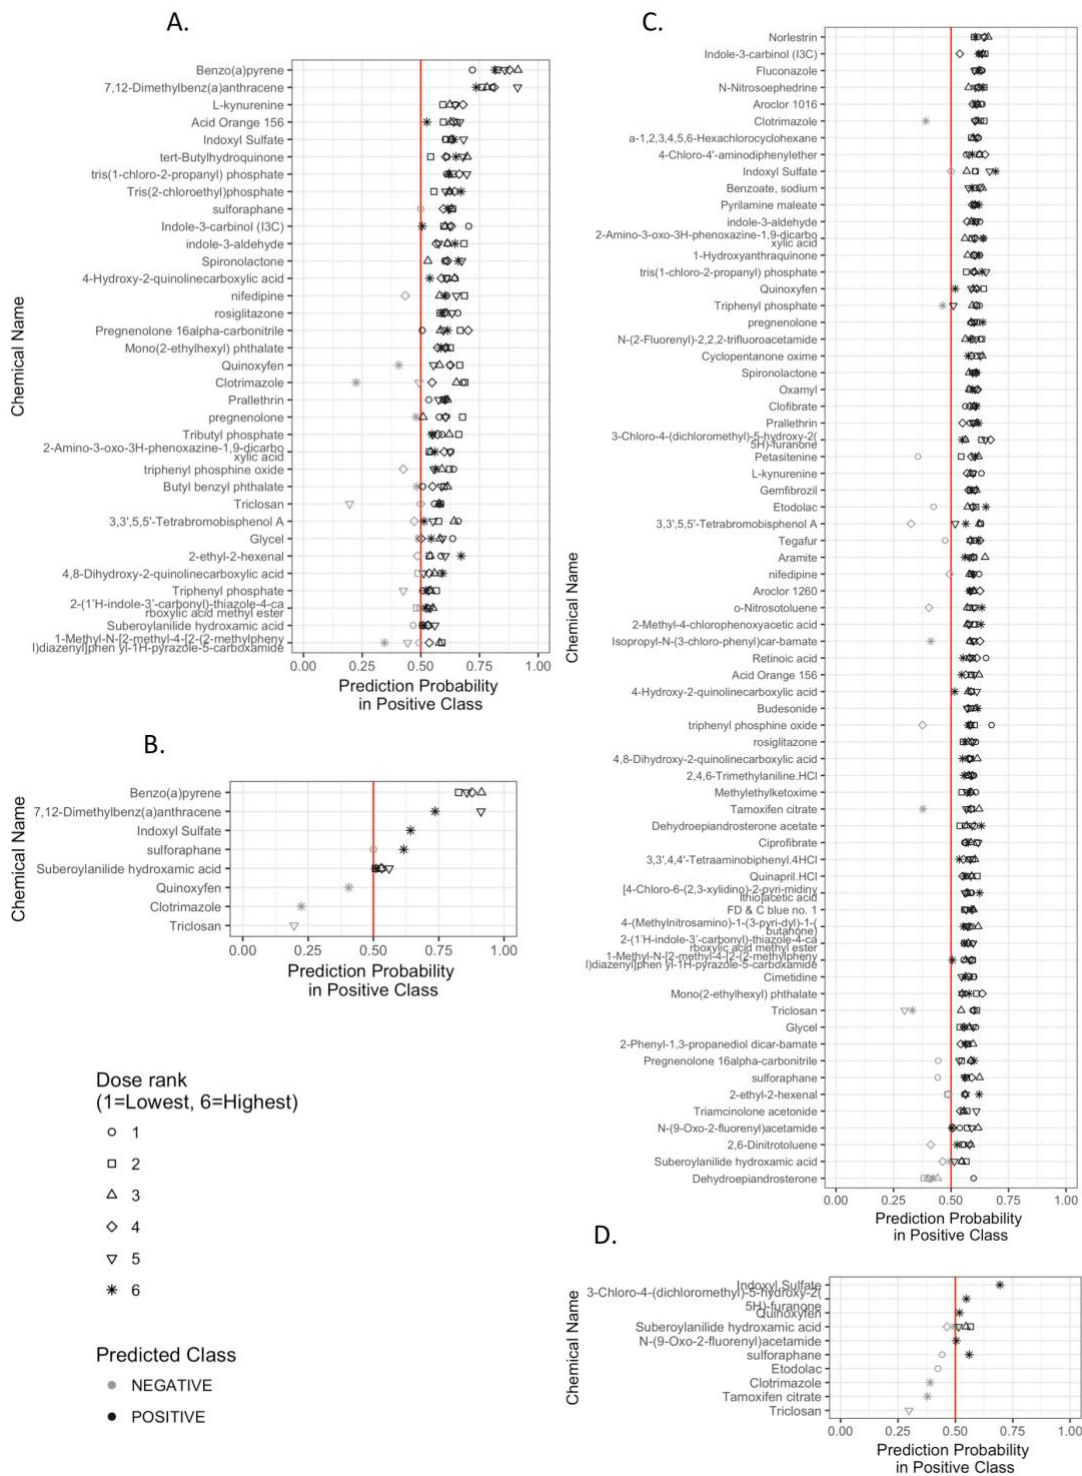 A.
Benzo(a)pyrene
7,12-Dimethylbenz(a)anthracene
L-kynurenine
Acid Orange 156
Indoxyl Sulfate
tert-Butylhydroquinone
tris(1-chloro-2-propanyl) phosphate
Tris(2-chloroethyl)phosphate
sulforaphane
Indole-3-carbinol (I3C)
indole-3-aldehyde
Spironolactone
4-Hydroxy-2-quinolinecarboxylic acid
nifedipine
rosiglitazone
Pregnenolone 16alpha-carbonitrile
Mono(2-ethylhexyl) phthalate
Quinoxyfen
Clotrimazole
Prallethrin
pregnenolone
Tributyl phosphate
2-Amino-3-oxo-3H-phenoxazine-1,9-dicarbo
xylic acid
triphenyl phosphine oxide
Butyl benzyl phthalate
Triclosan
3,3',5,5'-Tetrabromobisphenol A
Glycel
2-ethyl-2-hexenal
4,8-Dihydroxy-2-quinolinecarboxylic acid
Triphenyl phosphate
2-(1'H-indole-3'-carbonyl)-thiazole-4-ca
rboxylic acid methyl ester
Suberoylanilide hydroxamic acid
1-Methyl-N-[2-methyl-4-[2-(2-methylpheny
l)diazenyl]phen yl-1H-pyrazole-5-carboxamide
Chemical Name
0.00 0.25 0.50 0.75 1.00
Prediction Probability
in Positive Class
B.
Benzo(a)pyrene
7,12-Dimethylbenz(a)anthracene
Indoxyl Sulfate
sulforaphane
Suberoylanilide hydroxamic acid
Quinoxyfen
Clotrimazole
Triclosan
Chemical Name
0.00 0.25 0.50 0.75 1.00
Prediction Probability
in Positive Class
Dose rank
(1=Lowest, 6=Highest)
1
2
3
4
5
6
Predicted Class
NEGATIVE
POSITIVE
C.
Norlestrin
Indole-3-carbinol (I3C)
Fluconazole
N-Nitrosoephedrine
Aroclor 1016
Clotrimazole
a-1,2,3,4,5,6-Hexachlorocyclohexane
4-Chloro-4'-aminodiphenylether
Indoxyl Sulfate
Benzoate, sodium
Pyrilamine maleate
indole-3-aldehyde
2-Amino-3-oxo-3H-phenoxazine-1,9-dicarbo
xylic acid
1-Hydroxyanthraquinone
tris(1-chloro-2-propanyl) phosphate
Quinoxyfen
Triphenyl phosphate
pregnenolone
N-(2-Fluorenyl)-2,2,2-trifluoroacetamide
Cyclopentanone oxime
Spironolactone
Oxamyl
Clofibrate
Prallethrin
3-Chloro-4-(dichloromethyl)-5-hydroxy-2(
5H)-furanone
Petasitenine
L-kynurenine
Gemfibrozil
Etodolac
3,3',5,5'-Tetrabromobisphenol A
Tegafur
Aramite
nifedipine
Aroclor 1260
o-Nitrosotoluene
2-Methyl-4-chlorophenoxyacetic acid
Isopropyl-N-(3-chloro-phenyl)car-bamate
Retinoic acid
Acid Orange 156
4-Hydroxy-2-quinolinecarboxylic acid
Budesonide
triphenyl phosphine oxide
rosiglitazone
4,8-Dihydroxy-2-quinolinecarboxylic acid
2,4,6-Trimethylaniline.HCl
Methylethylketoxime
Tamoxifen citrate
Dehydroepiandrosterone acetate
Ciprofibrate
3,3',4,4'-Tetraaminobiphenyl.4HCl
Quinapril.HCl
[4-Chloro-6-(2,3-xylidino)-2-pyri-midiny
lthio]acetic acid
FD & C blue no. 1
4-(Methylnitrosamino)-1-(3-pyri-dyl)-1-(
butanone)
2-(1'H-indole-3'-carbonyl)-thiazole-4-ca
rboxylic acid methyl ester
1-Methyl-N-[2-methyl-4-[2-(2-methylpheny
l)diazenyl]phen yl-1H-pyrazole-5-carboxamide
Cimetidine
Mono(2-ethylhexyl) phthalate
Triclosan
Glycel
2-Phenyl-1,3-propanediol dicar-bamate
Pregnenolone 16alpha-carbonitrile
sulforaphane
2-ethyl-2-hexenal
Triamcinolone acetonide
N-(9-Oxo-2-fluorenyl)acetamide
2,6-Dinitrotoluene
Suberoylanilide hydroxamic acid
Dehydroepiandrosterone
Chemical Name
0.00 0.25 0.50 0.75 1.00
Prediction Probability
in Positive Class
D.
Indoxyl Sulfate
3-Chloro-4-(dichloromethyl)-5-hydroxy-2(
5H)-furanone
Quinoxyfen
Suberoylanilide hydroxamic acid
N-(9-Oxo-2-fluorenyl)acetamide
sulforaphane
Etodolac
Clotrimazole
Tamoxifen citrate
Triclosan
Chemical Name
0.00 0.25 0.50 0.75 1.00
Prediction Probability
in Positive Class